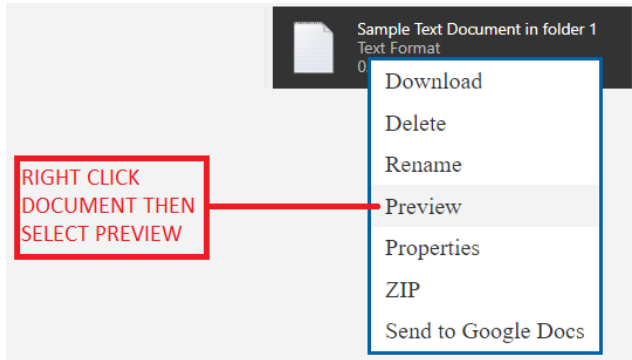 Sample Text Document in folder 1
Text Format
0
Download
Delete
Rename
RIGHT CLICK
DOCUMENT THEN
SELECT PREVIEW
Preview
Properties
ZIP
Send to Google Docs